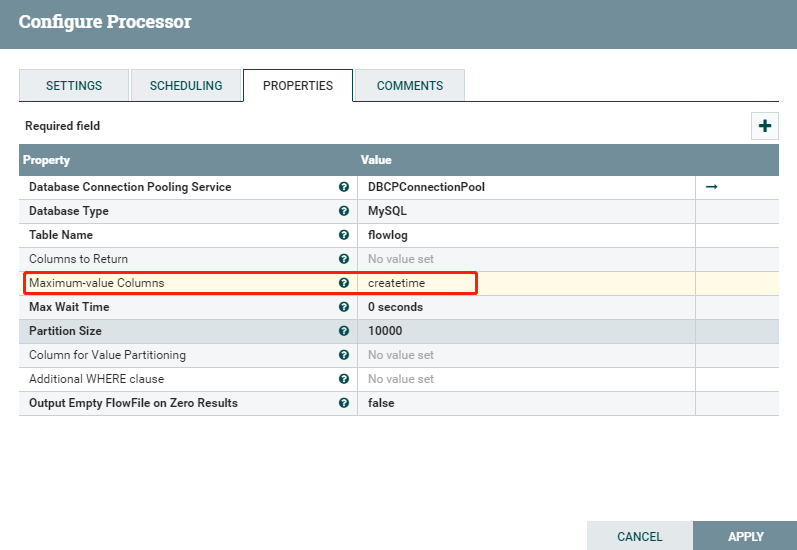 Configure Processor
SETTINGS SCHEDULING PROPERTIES COMMENTS
Required field
Property Value
Database Connection Pooling Service DBCPConnectionPool
Database Type MySQL
Table Name flowlog
Columns to Return No value set
Maximum-value Columns createtime
Max Wait Time 0 seconds
Partition Size 10000
Column for Value Partitioning No value set
Additional WHERE clause No value set
Output Empty FlowFile on Zero Results false
CANCEL APPLY